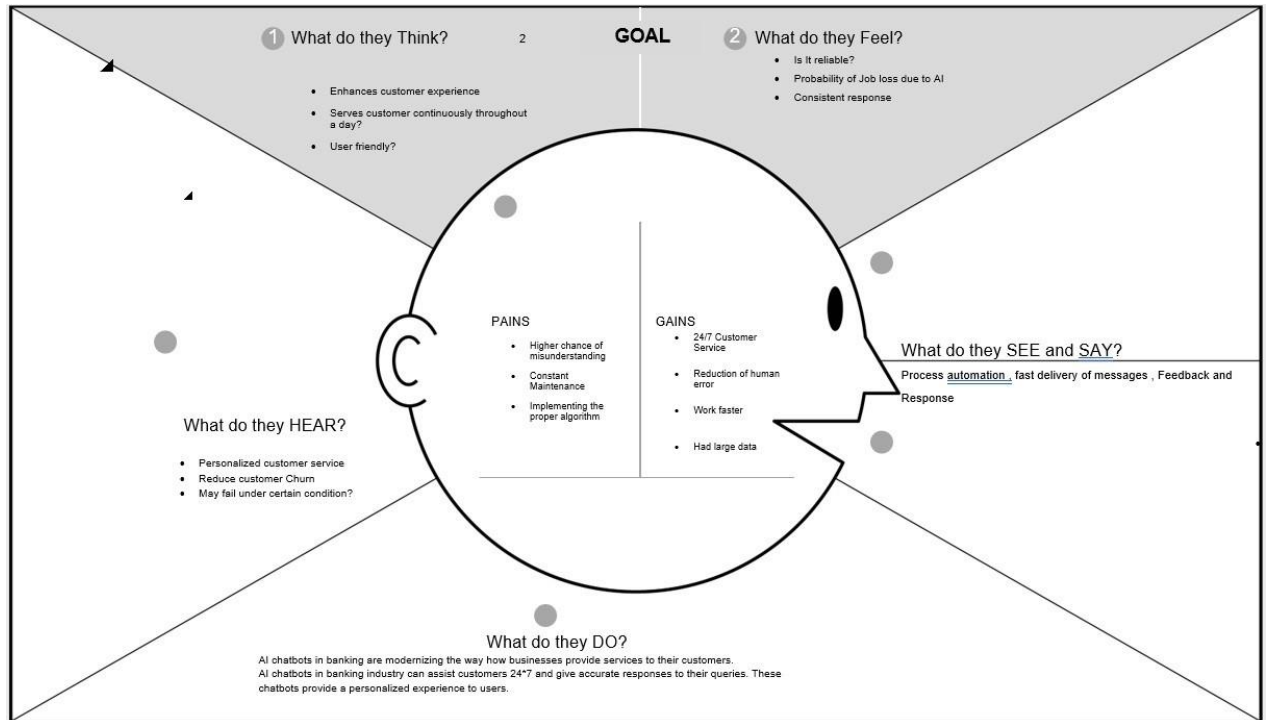 1 What do they Think?
2
GOAL
2 What do they Feel?
• Enhances customer experience
• Serves customer continuously throughout
a day?
• User friendly?
• Is It reliable?
• Probability of Job loss due to AI
• Consistent response
PAINS
• Higher chance of
misunderstanding
• Constant
Maintenance
• Implementing the
proper algorithm
GAINS
• 24/7 Customer
Service
• Reduction of human
error
• Work faster
• Had large data
What do they SEE and SAY?
Process automation , fast delivery of messages , Feedback and
Response
What do they HEAR?
• Personalized customer service
• Reduce customer Churn
• May fail under certain condition?
What do they DO?
AI chatbots in banking are modernizing the way how businesses provide services to their customers.
AI chatbots in banking industry can assist customers 24*7 and give accurate responses to their queries. These
chatbots provide a personalized experience to users.